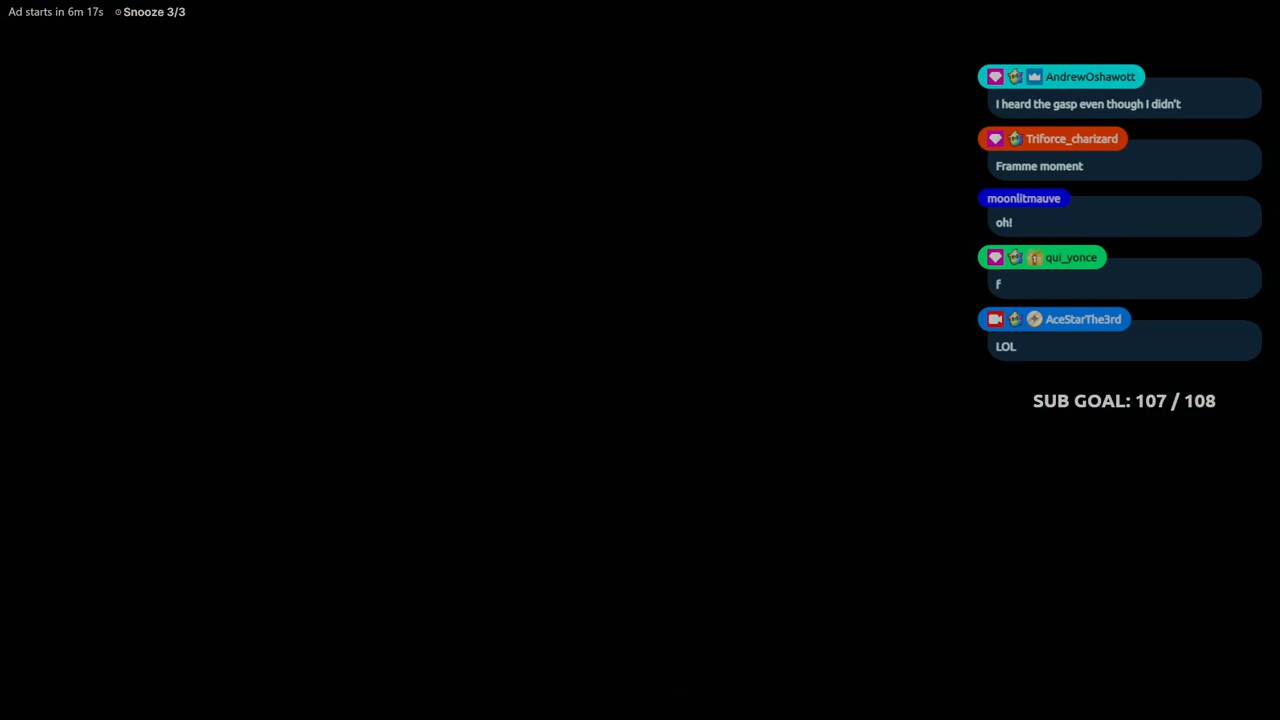 Ad starts in 6m 17s Snooze 3/3
AndrewOshawott
I heard the gasp even though I didn't
Triforce_charizard
Framme moment
moonlitmauve
oh!
qui_yonce
f
AceStarThe3rd
LOL
SUB GOAL: 107 / 108